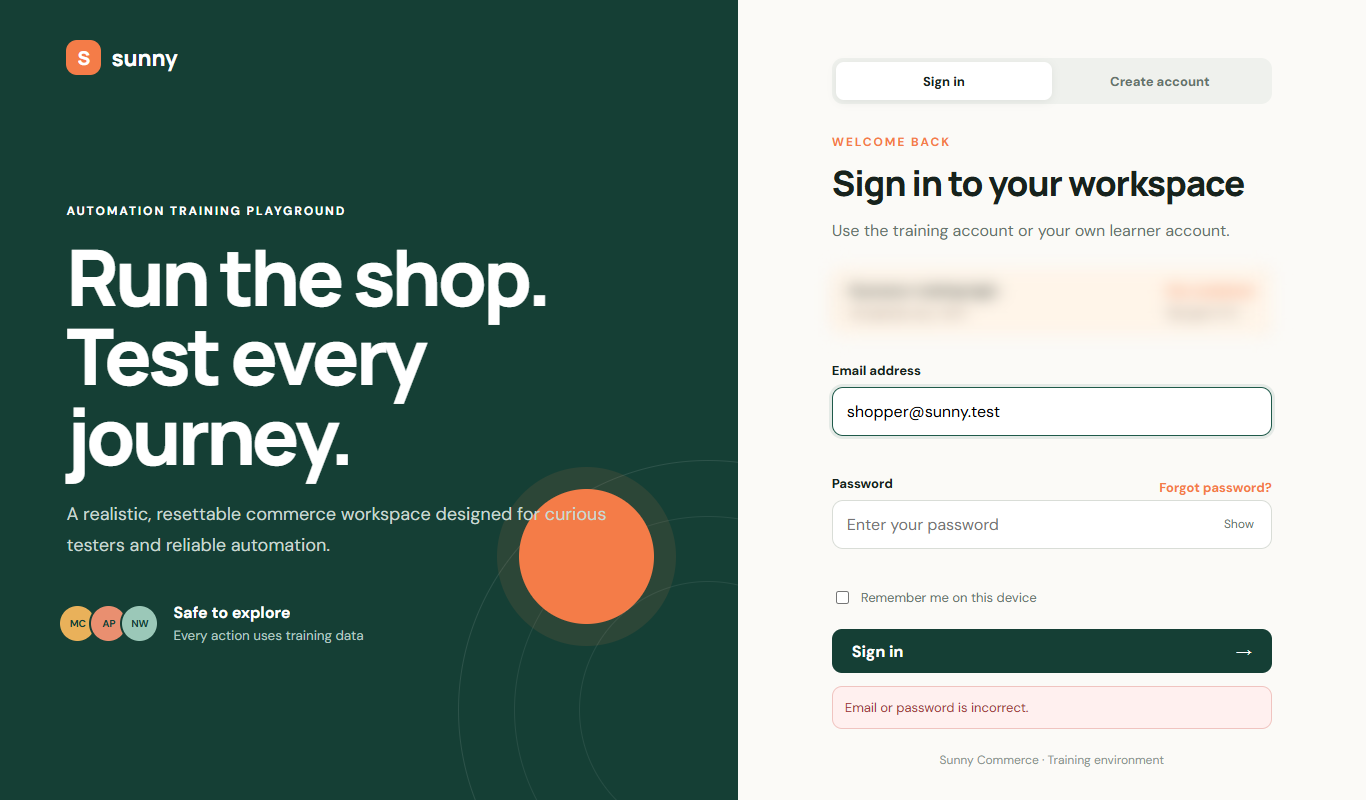 S sunny
AUTOMATION TRAINING PLAYGROUND
Run the shop.
Test every
journey.
A realistic, resettable commerce workspace designed for curious
testers and reliable automation.
MC AP NW
Safe to explore
Every action uses training data
Sign in Create account
WELCOME BACK
Sign in to your workspace
Use the training account or your own learner account.
Email address
shopper@sunny.test
Password Forgot password?
Enter your password Show
Remember me on this device
Sign in →
Email or password is incorrect.
Sunny Commerce · Training environment